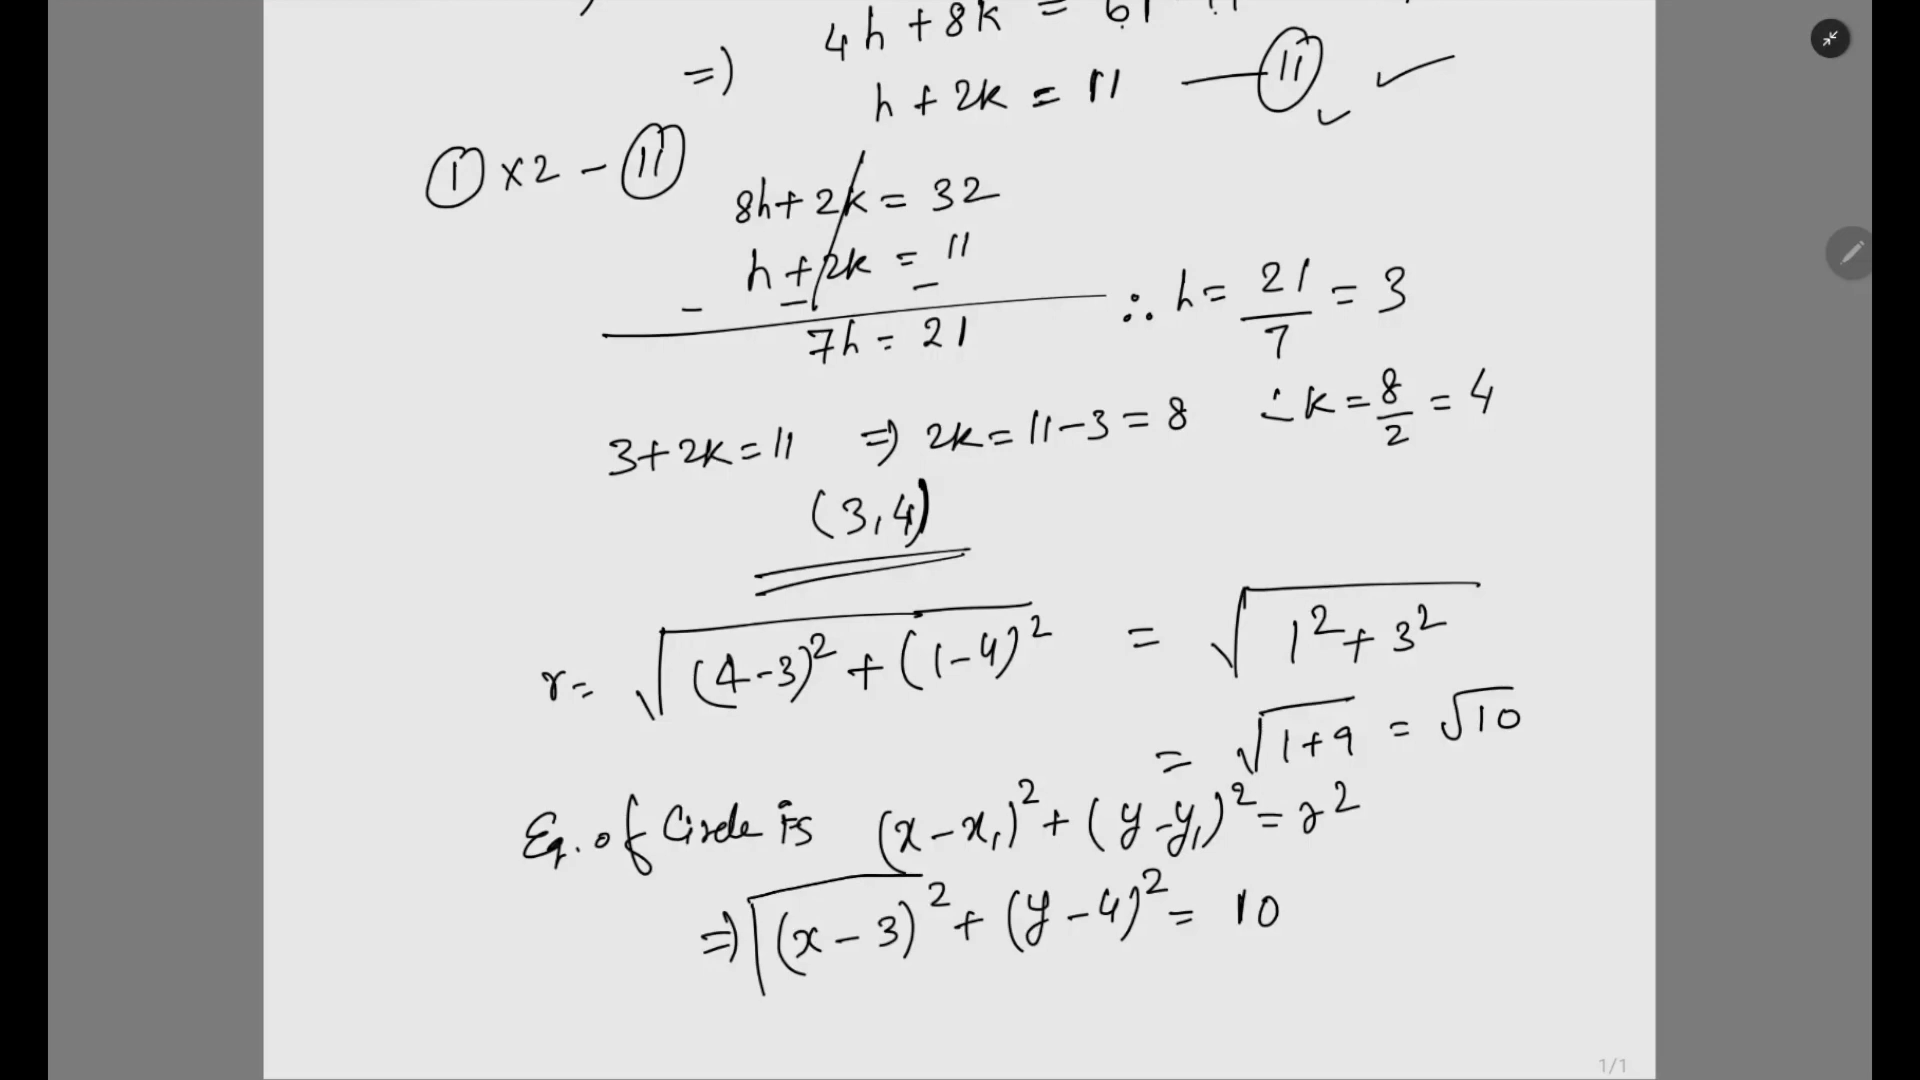 4h + 8k =
=) h + 2k = 11 — (II)
(I) x2 - (II)
8h + 2k = 32
h + 2k = 11
7h = 21 ∴ h = 21/7 = 3
3 + 2k = 11 => 2k = 11 - 3 = 8 ∴ k = 8/2 = 4
(3, 4)
r = √((4-3)² + (1-4)²) = √(1² + 3²)
= √(1+9) = √10
Eq. of Circle is (x - x₁)² + (y - y₁)² = r²
=> (x - 3)² + (y - 4)² = 10
1/1